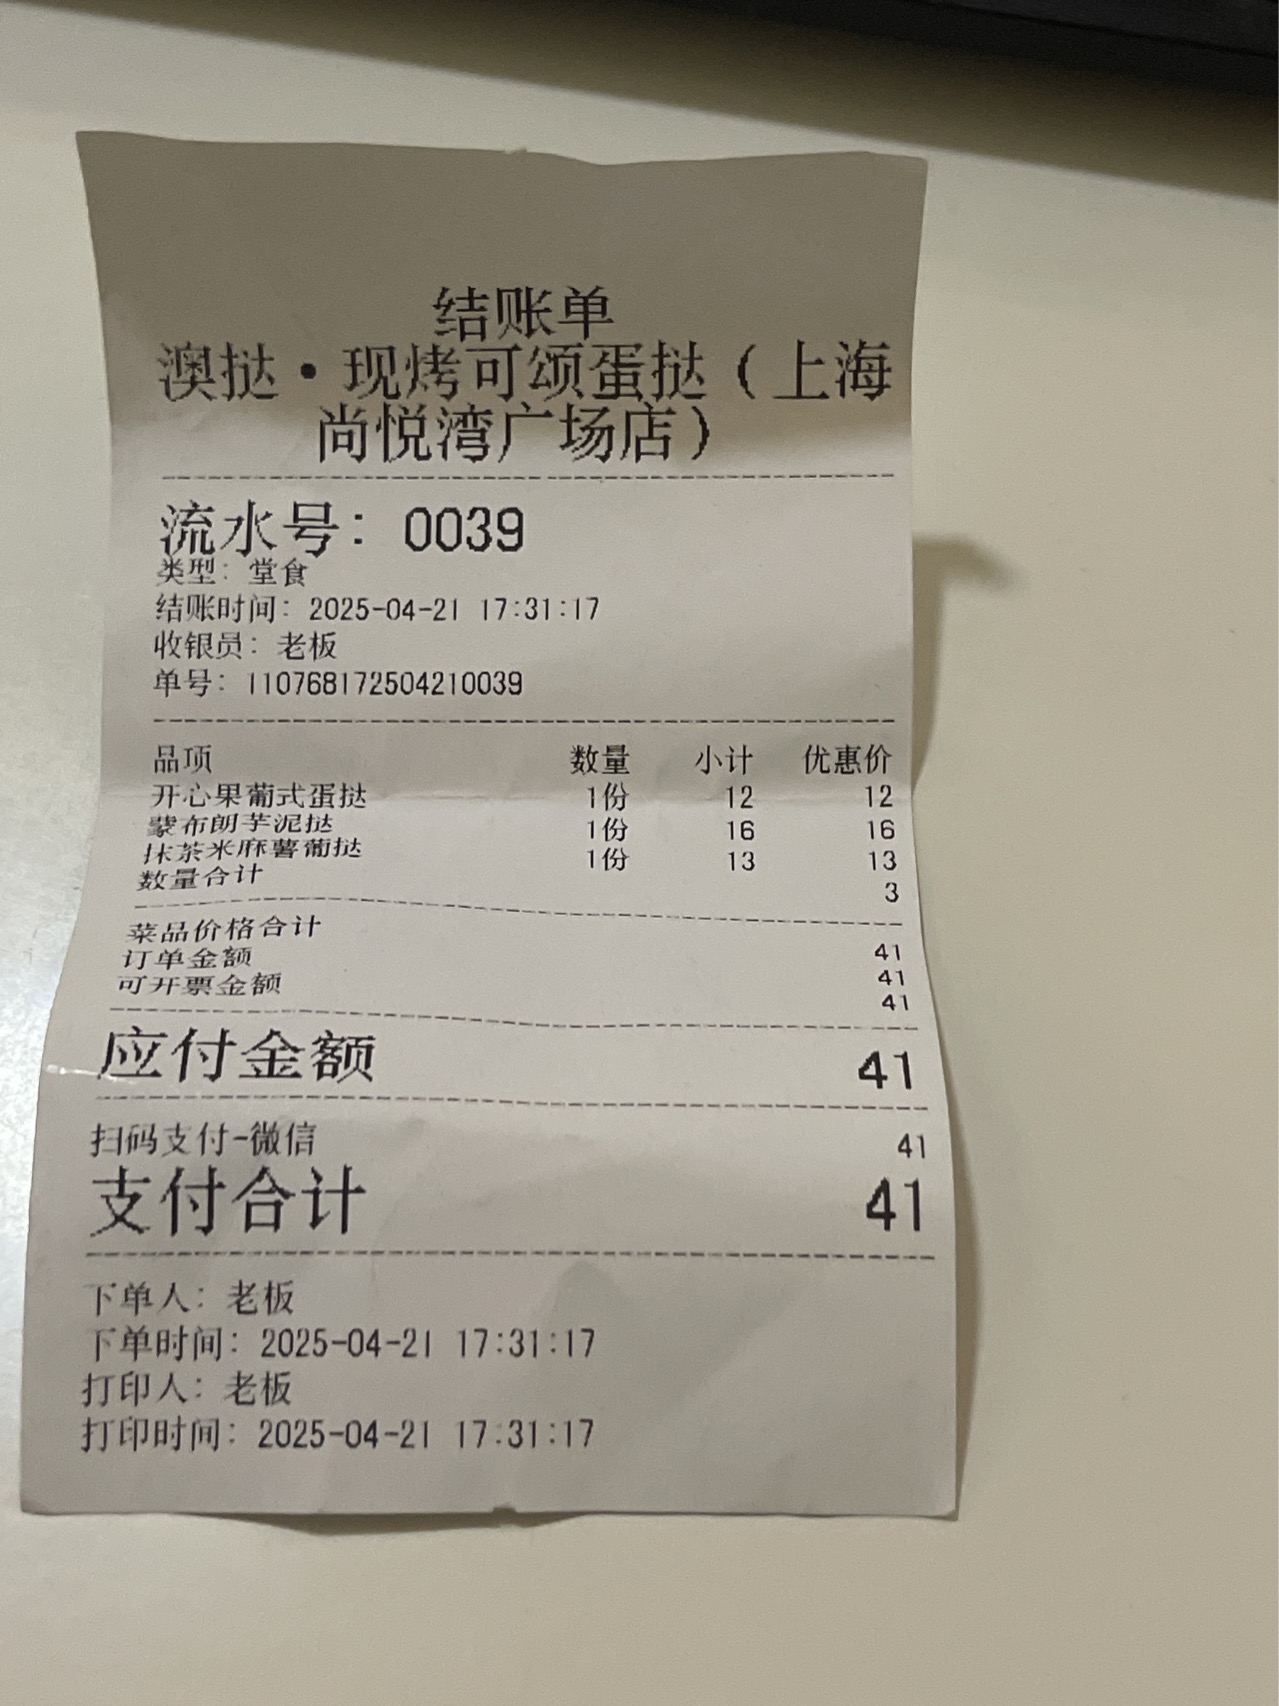 结账单
澳挞·现烤可颂蛋挞（上海
尚悦湾广场店）
流水号：0039
类型：堂食
结账时间：2025-04-21 17:31:17
收银员：老板
单号：110768172504210039
品项 数量 小计 优惠价
开心果葡式蛋挞 1份 12 12
蒙布朗芋泥挞 1份 16 16
抹茶米麻薯葡挞 1份 13 13
数量合计 3
菜品价格合计 41
订单金额 41
可开票金额 41
应付金额 41
扫码支付-微信 41
支付合计 41
下单人：老板
下单时间：2025-04-21 17:31:17
打印人：老板
打印时间：2025-04-21 17:31:17